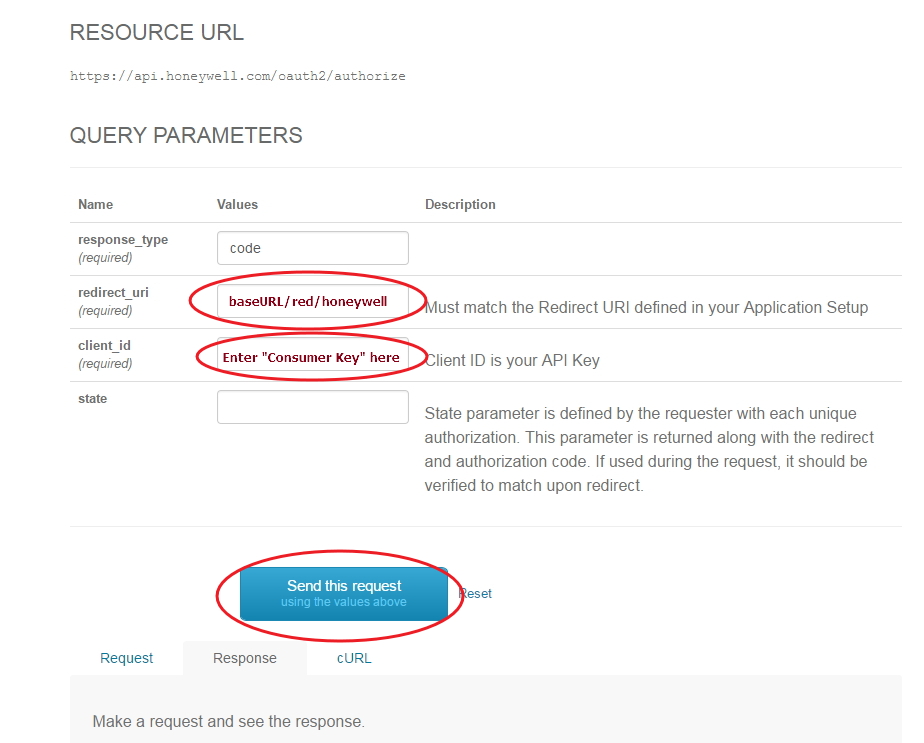 RESOURCE URL
https://api.honeywell.com/oauth2/authorize
QUERY PARAMETERS
Name Values Description
response_type
(required)
code
redirect_uri
(required)
baseURL/red/honeywell
Must match the Redirect URI defined in your Application Setup
client_id
(required)
Enter "Consumer Key" here
Client ID is your API Key
state
State parameter is defined by the requester with each unique
authorization. This parameter is returned along with the redirect
and authorization code. If used during the request, it should be
verified to match upon redirect.
Send this request
using the values above
Reset
Request Response cURL
Make a request and see the response.